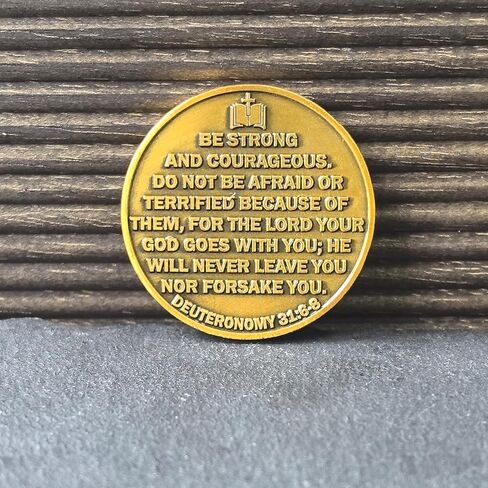 BE STRONG
AND COURAGEOUS.
DO NOT BE AFRAID OR
TERRIFIED BECAUSE OF
THEM, FOR THE LORD YOUR
GOD GOES WITH YOU; HE
WILL NEVER LEAVE YOU
NOR FORSAKE YOU.
DEUTERONOMY 31:6-8